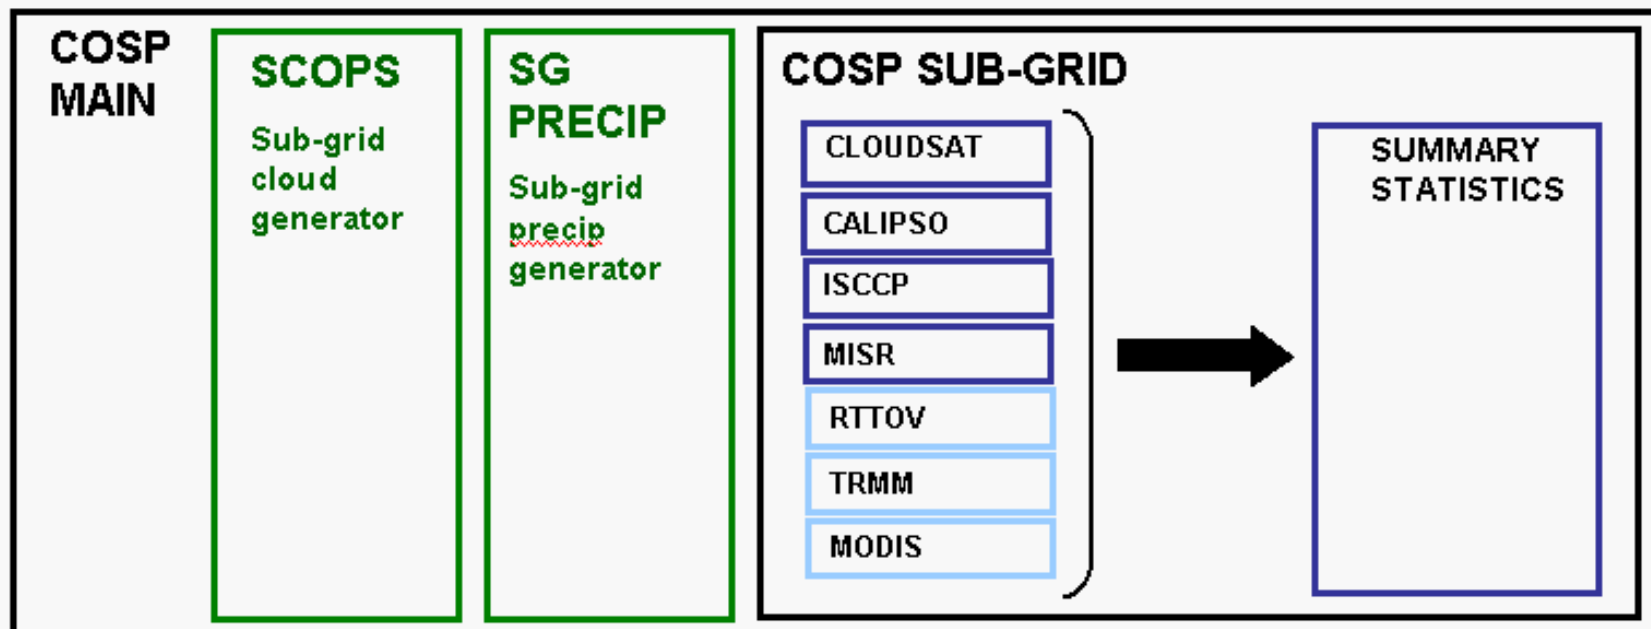 COSP
MAIN
SCOPS
Sub-grid
cloud
generator
SG
PRECIP
Sub-grid
precip
generator
COSP SUB-GRID
CLOUDSAT
CALIPSO
ISCCP
MISR
RTTOV
TRMM
MODIS
SUMMARY
STATISTICS